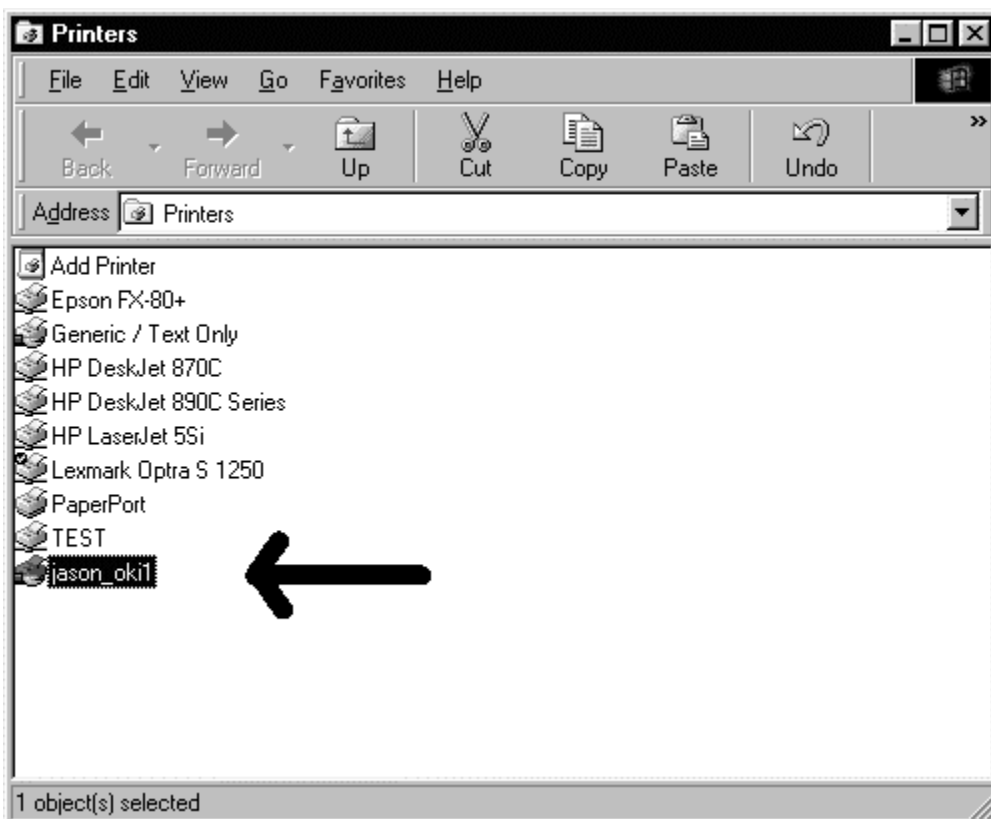 Printers
File Edit View Go Favorites Help
Back Forward Up Cut Copy Paste Undo »
Address Printers
Add Printer
Epson FX-80+
Generic / Text Only
HP DeskJet 870C
HP DeskJet 890C Series
HP LaserJet 5Si
Lexmark Optra S 1250
PaperPort
TEST
jason_oki1
1 object(s) selected